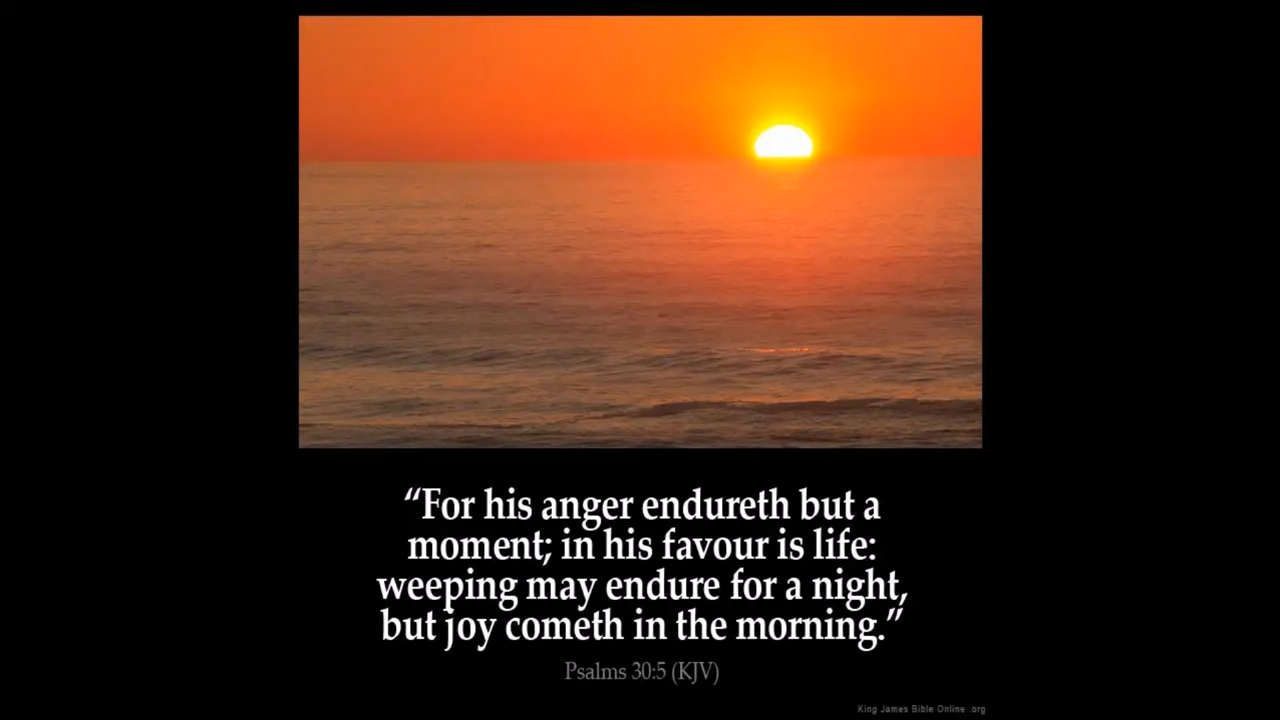 “For his anger endureth but a
moment; in his favour is life:
weeping may endure for a night,
but joy cometh in the morning.”
Psalms 30:5 (KJV)
King James Bible Online .org